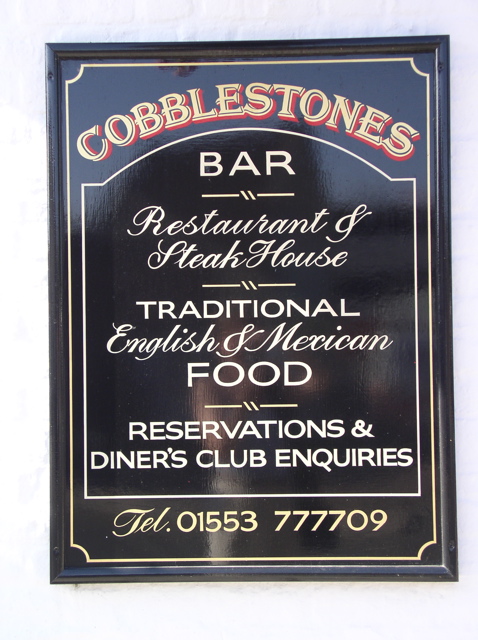 COBBLESTONES
BAR
Restaurant &
Steak House
TRADITIONAL
English & Mexican
FOOD
RESERVATIONS &
DINER'S CLUB ENQUIRIES
Tel. 01553 777709